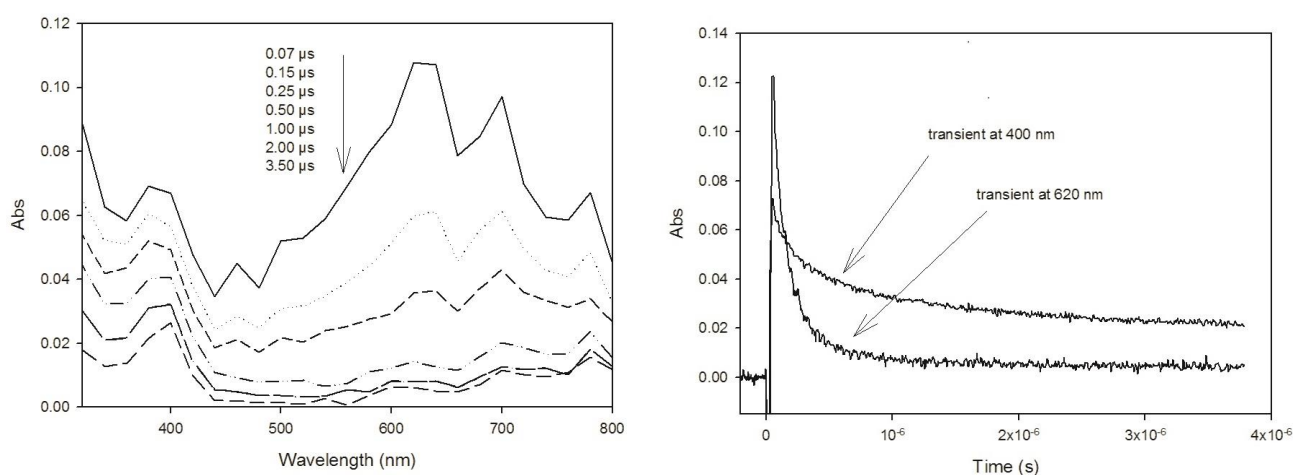 0.12
0.10
0.08
0.06
0.04
0.02
0.00
Abs
0.07 µs
0.15 µs
0.25 µs
0.50 µs
1.00 µs
2.00 µs
3.50 µs
400
500
600
700
800
Wavelength (nm)
0.14
0.12
0.10
0.08
0.06
0.04
0.02
0.00
Abs
transient at 400 nm
transient at 620 nm
0
10⁻⁶
2x10⁻⁶
3x10⁻⁶
4x10⁻⁶
Time (s)